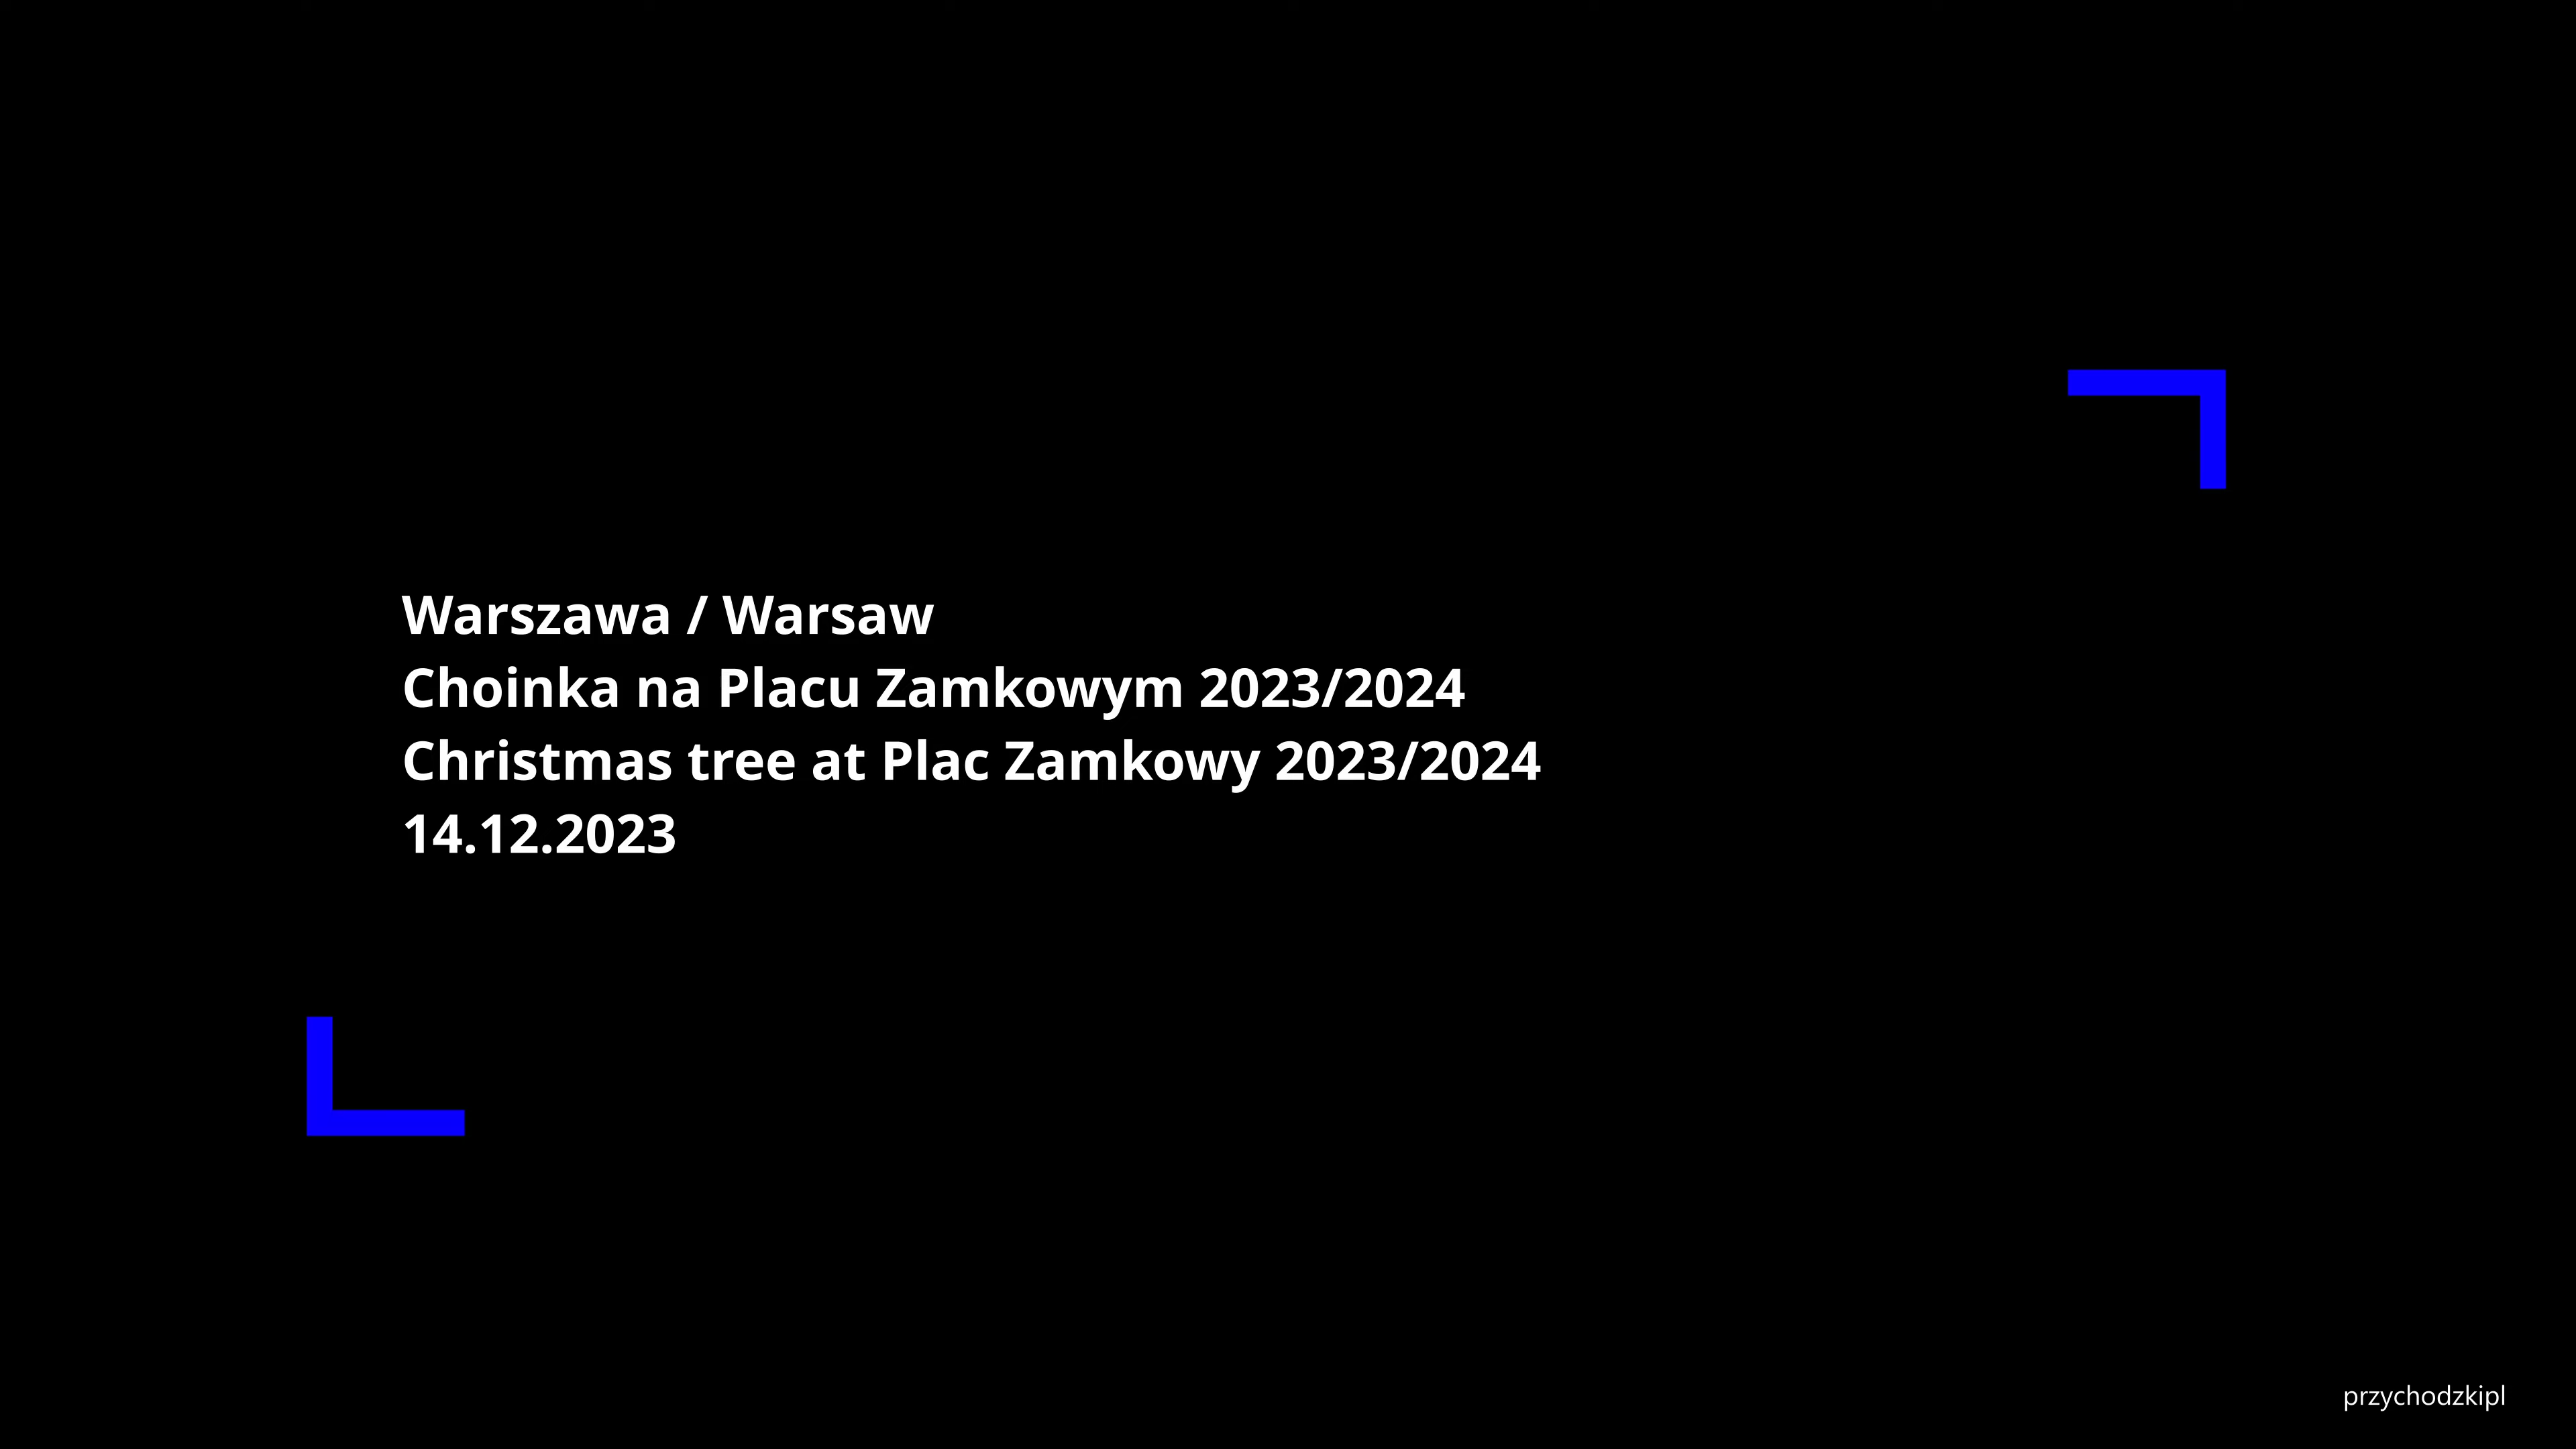 Warszawa / Warsaw
Choinka na Placu Zamkowym 2023/2024
Christmas tree at Plac Zamkowy 2023/2024
14.12.2023
przychodzkipl